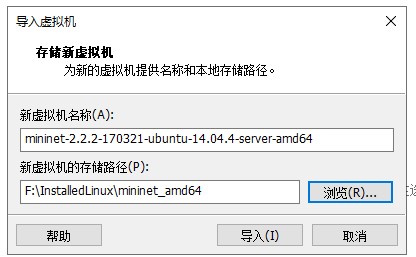 导入虚拟机
存储新虚拟机
为新的虚拟机提供名称和本地存储路径。
新虚拟机名称(A):
mininet-2.2.2-170321-ubuntu-14.04.4-server-amd64
新虚拟机的存储路径(P):
F:\InstalledLinux\mininet_amd64
浏览(R)...
帮助
导入(I)
取消